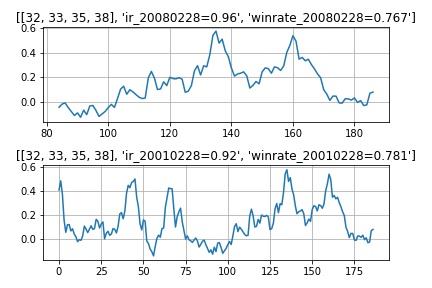 [[32, 33, 35, 38], 'ir_20080228=0.96', 'winrate_20080228=0.767']
0.6
0.4
0.2
0.0
80 100 120 140 160 180
[[32, 33, 35, 38], 'ir_20010228=0.92', 'winrate_20010228=0.781']
0.6
0.4
0.2
0.0
0 25 50 75 100 125 150 175